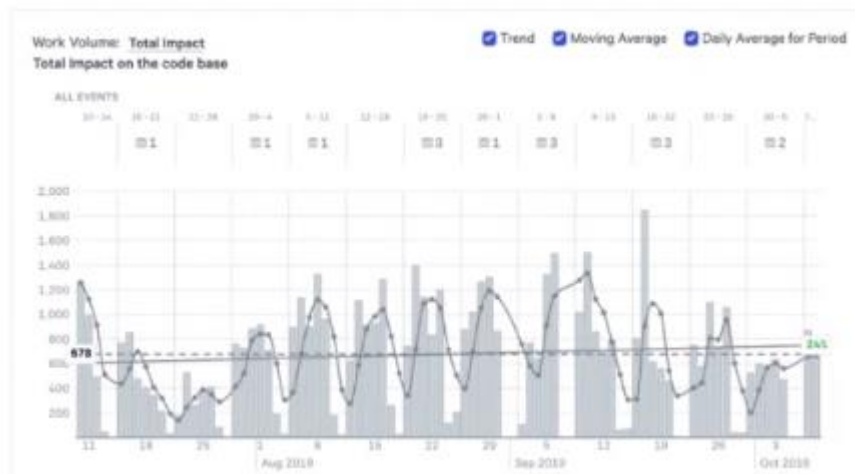 Work Volume: Total Impact
Trend
Moving Average
Daily Average for Period
Total Impact on the code base
ALL EVENTS
1 1 1 3 1 3 3 2
2,000
1,800
1,600
1,400
1,200
1,000
800
678
600
24%
400
200
11 18 25 1 8 15 22 29 5 12 19 26 3
Aug 2019 Sep 2019 Oct 2019